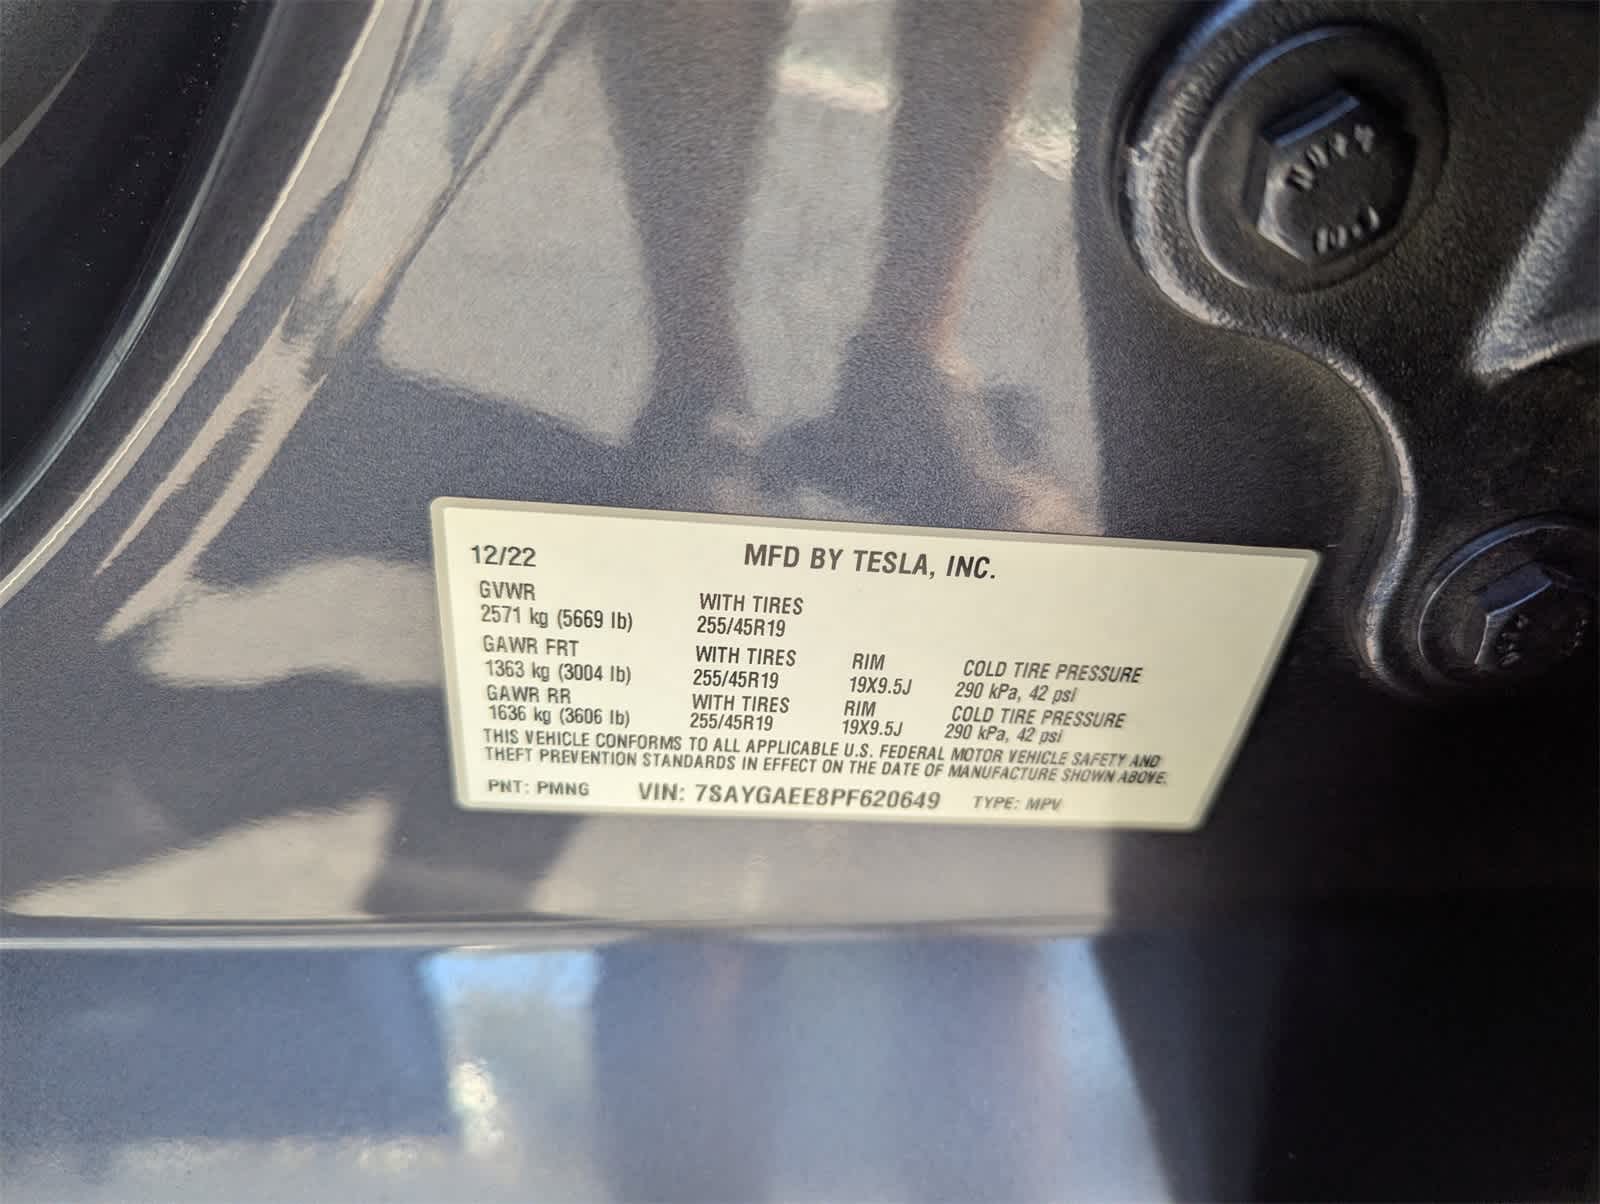 12/22 MFD BY TESLA, INC.
GVWR
2571 kg (5669 lb) WITH TIRES 255/45R19
GAWR FRT
1363 kg (3004 lb) WITH TIRES 255/45R19 RIM 19X9.5J COLD TIRE PRESSURE 290 kPa, 42 psi
GAWR RR
1636 kg (3606 lb) WITH TIRES 255/45R19 RIM 19X9.5J COLD TIRE PRESSURE 290 kPa, 42 psi
THIS VEHICLE CONFORMS TO ALL APPLICABLE U.S. FEDERAL MOTOR VEHICLE SAFETY AND
THEFT PREVENTION STANDARDS IN EFFECT ON THE DATE OF MANUFACTURE SHOWN ABOVE.
PNT: PMNG VIN: 7SAYGAEE8PF620649 TYPE: MPV